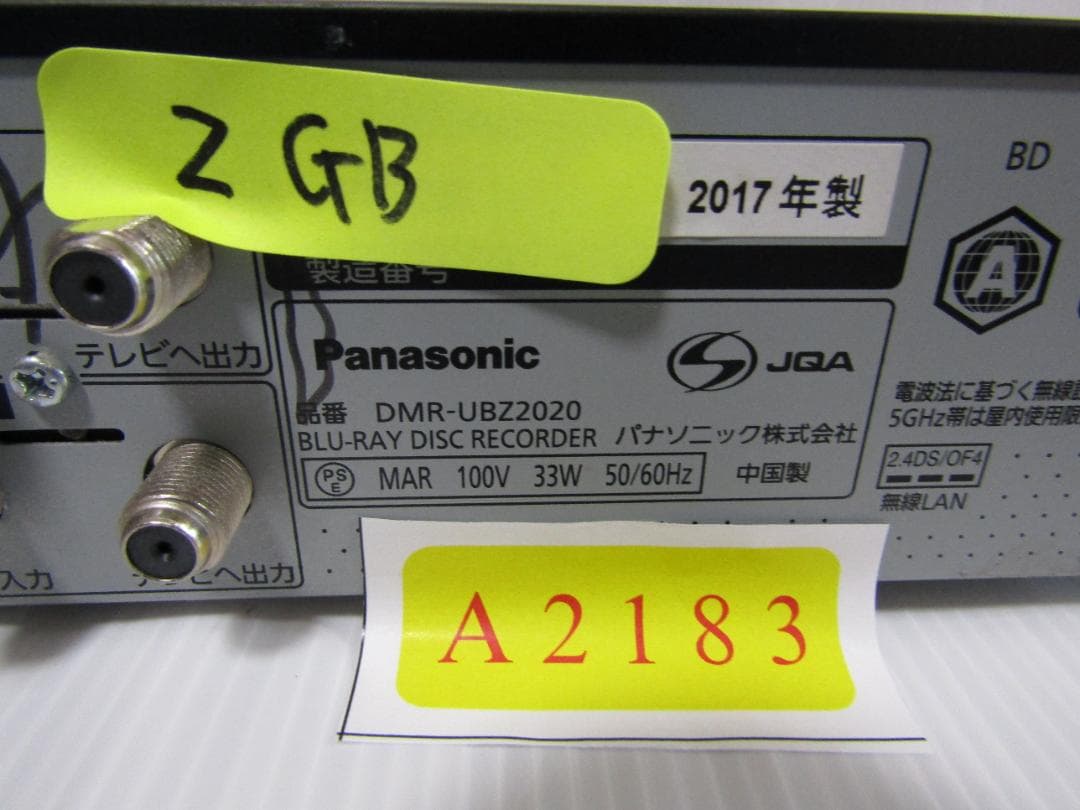 2 GB
2017年製
BD
製造番号
テレビへ出力
Panasonic
JQA
品番 DMR-UBZ2020
BLU-RAY DISC RECORDER パナソニック株式会社
PS E MAR 100V 33W 50/60Hz 中国製
A
電波法に基づく無線
5GHz帯は屋内使用限
2.4DS/OF4
無線LAN
入力
テレビへ出力
A2183